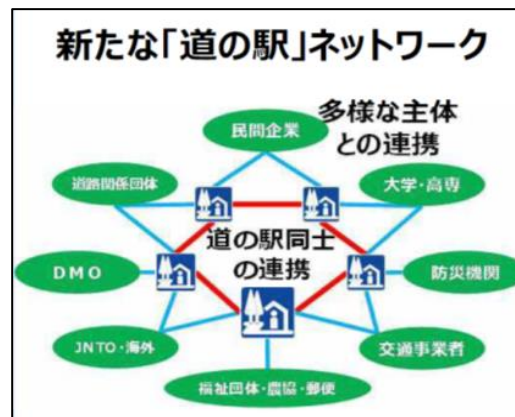 新たな「道の駅」ネットワーク
多様な主体
との連携
民間企業
道路関係団体
大学・高専
道の駅同士
の連携
DMO
防災機関
JNTO・海外
交通事業者
福祉団体・農協・郵便